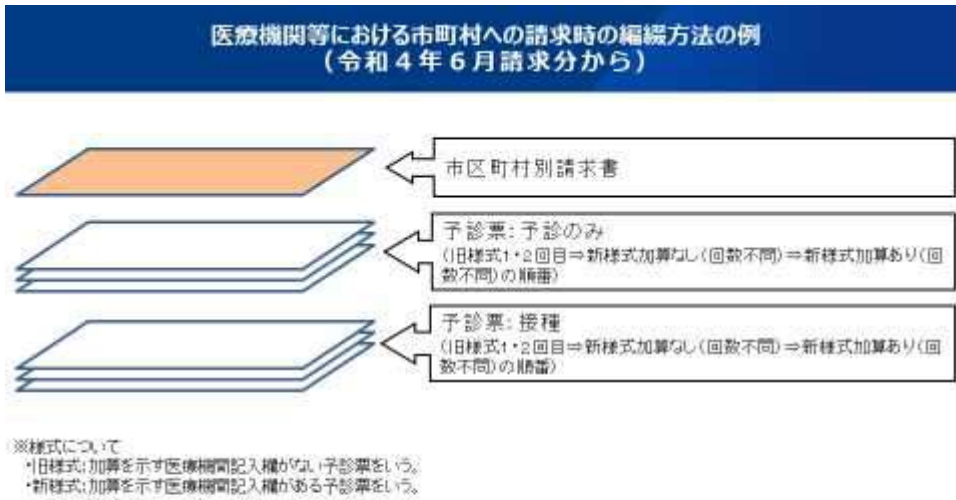 医療機関等における市町村への請求時の編綴方法の例
（令和４年６月請求分から）
市区町村別請求書
予診票：予診のみ
（旧様式1・2回目⇒新様式加算なし（回数不問）⇒新様式加算あり（回
数不問）の順番）
予診票：接種
（旧様式1・2回目⇒新様式加算なし（回数不問）⇒新様式加算あり（回
数不問）の順番）
※様式について
・旧様式：加算を示す医療機関記入欄がない予診票をいう。
・新様式：加算を示す医療機関記入欄がある予診票をいう。